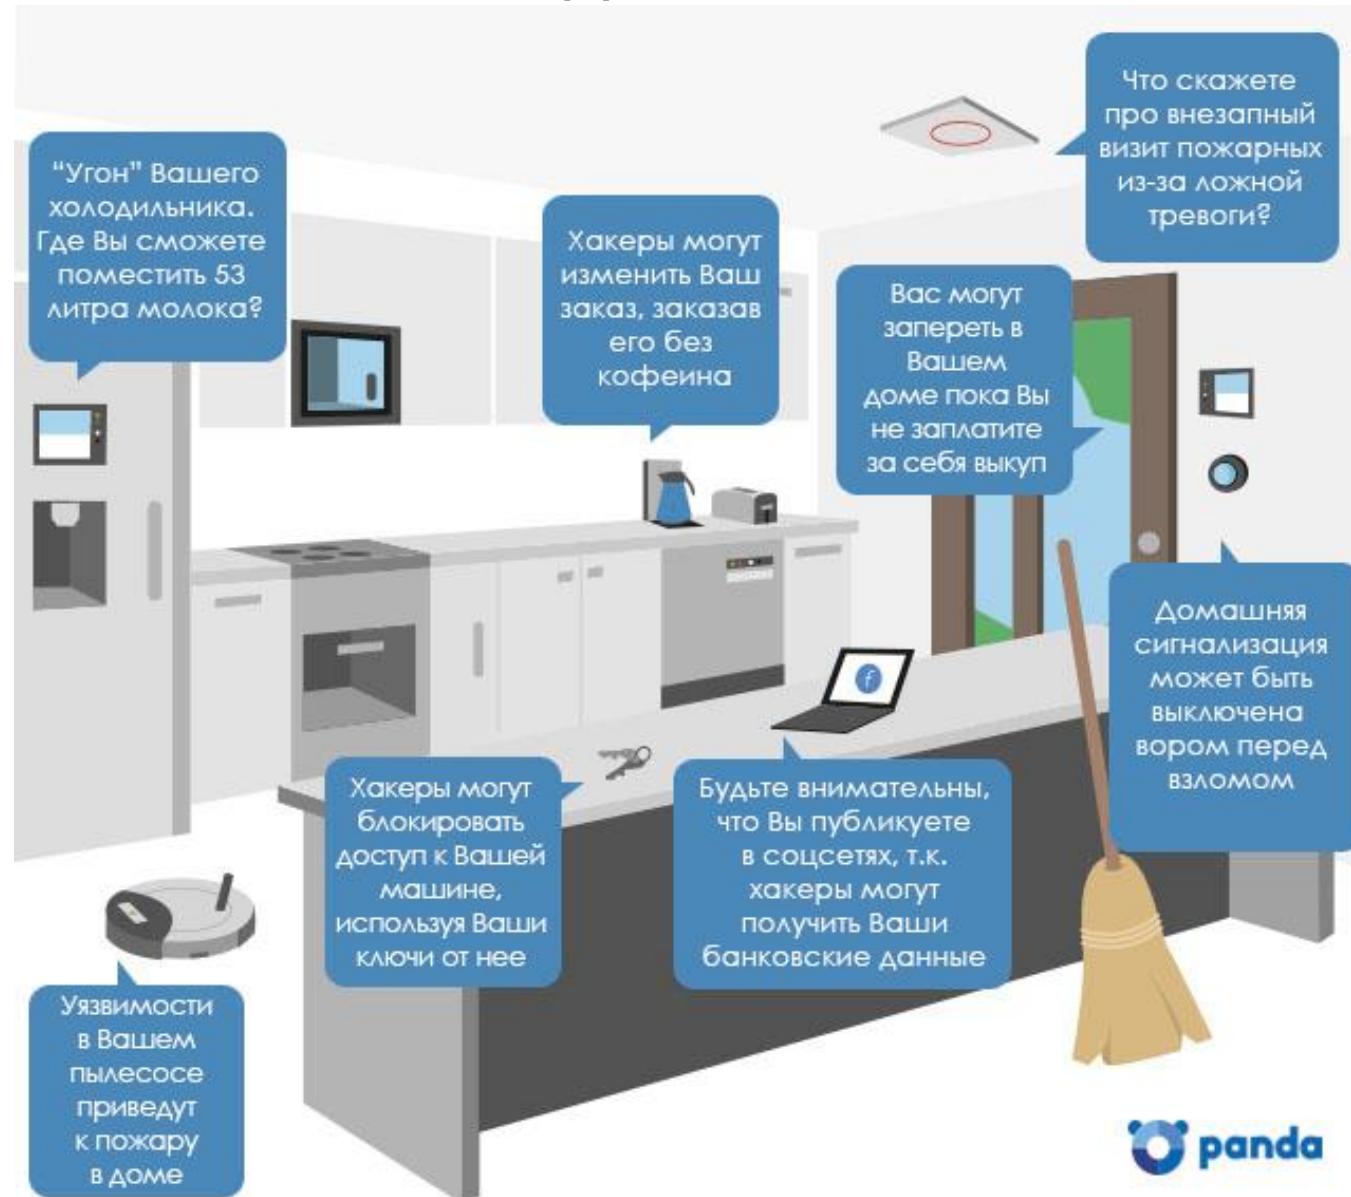 Что скажете
про внезапный
визит пожарных
из-за ложной
тревоги?
“Угон” Вашего
холодильника.
Где Вы сможете
поместить 53
литра молока?
Хакеры могут
изменить Ваш
заказ, заказав
его без
кофеина
Вас могут
запереть в
Вашем
доме пока Вы
не заплатите
за себя выкуп
Домашняя
сигнализация
может быть
выключена
вором перед
взломом
Хакеры могут
блокировать
доступ к Вашей
машине,
используя Ваши
ключи от нее
Будьте внимательны,
что Вы публикуете
в соцсетях, т.к.
хакеры могут
получить Ваши
банковские данные
Уязвимости
в Вашем
пылесосе
приведут
к пожару
в доме
f
panda